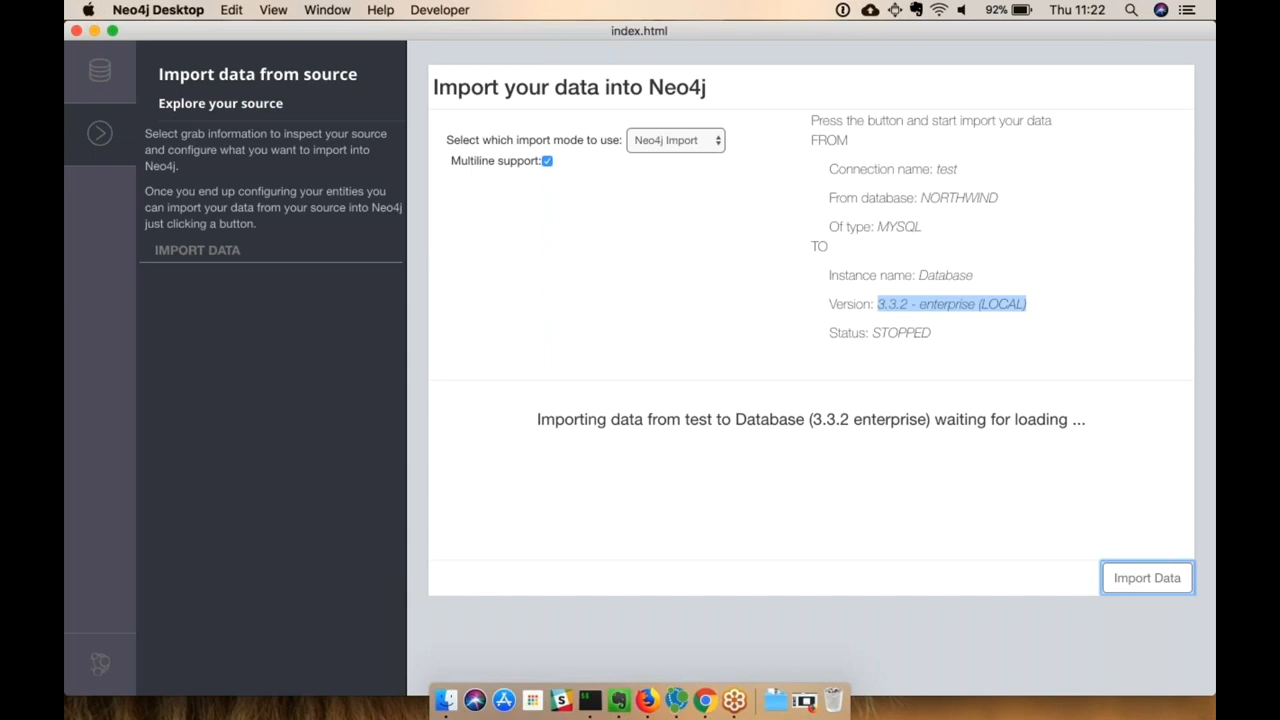 Neo4j Desktop Edit View Window Help Developer 92% Thu 11:22
index.html
Import data from source
Explore your source
Select grab information to inspect your source
and configure what you want to import into
Neo4j.
Once you end up configuring your entities you
can import your data from your source into Neo4j
just clicking a button.
IMPORT DATA
Import your data into Neo4j
Select which import mode to use: Neo4j Import
Multiline support:
Press the button and start import your data
FROM
Connection name: test
From database: NORTHWIND
Of type: MYSQL
TO
Instance name: Database
Version: 3.3.2 - enterprise (LOCAL)
Status: STOPPED
Importing data from test to Database (3.3.2 enterprise) waiting for loading ...
Import Data